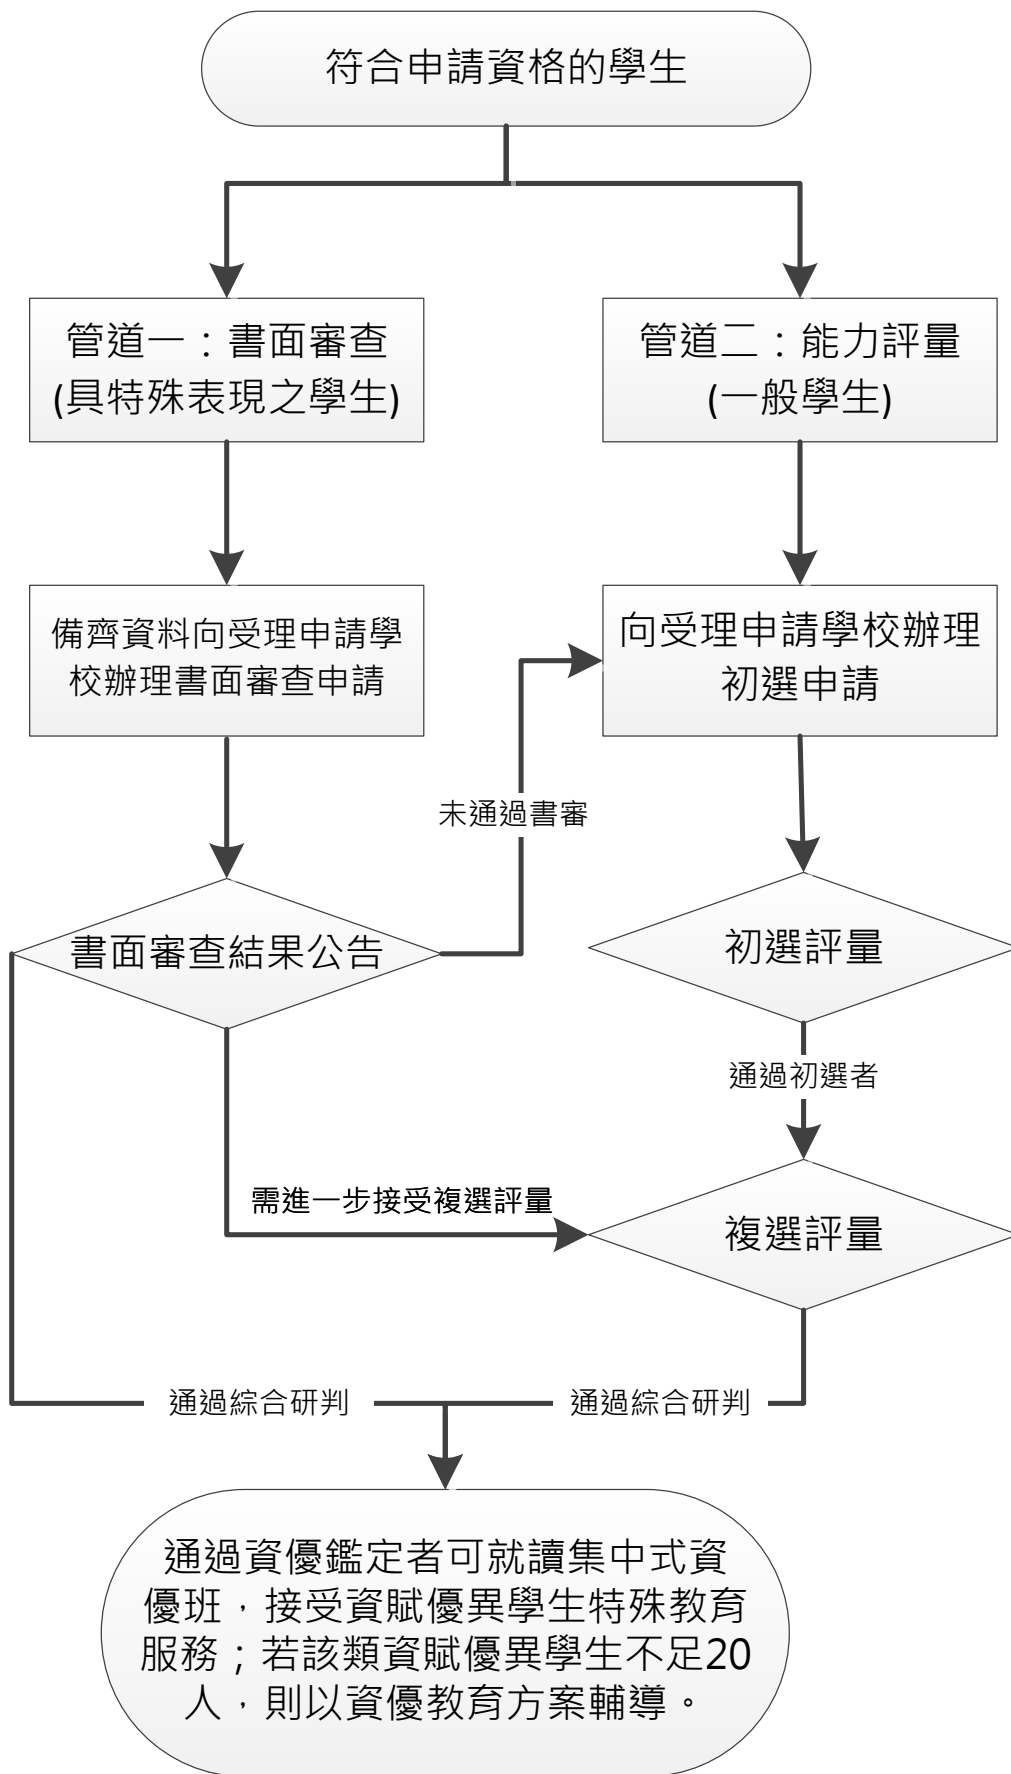 符合申請資格的學生
管道一：書面審查
(具特殊表現之學生)
管道二：能力評量
(一般學生)
備齊資料向受理申請學
校辦理書面審查申請
向受理申請學校辦理
初選申請
未通過書審
書面審查結果公告
初選評量
通過初選者
需進一步接受複選評量
複選評量
通過綜合研判
通過綜合研判
通過資優鑑定者可就讀集中式資
優班，接受資賦優異學生特殊教育
服務；若該類資賦優異學生不足20
人，則以資優教育方案輔導。